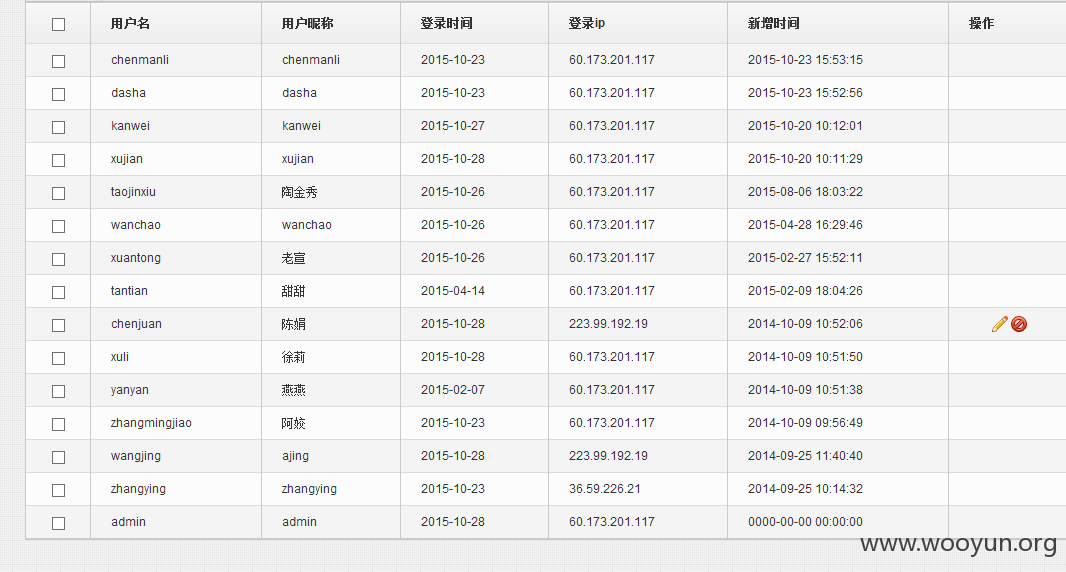 用户名 用户昵称 登录时间 登录ip 新增时间 操作
chenmanli chenmanli 2015-10-23 60.173.201.117 2015-10-23 15:53:15
dasha dasha 2015-10-23 60.173.201.117 2015-10-23 15:52:56
kanwei kanwei 2015-10-27 60.173.201.117 2015-10-20 10:12:01
xujian xujian 2015-10-28 60.173.201.117 2015-10-20 10:11:29
taojinxiu 陶金秀 2015-10-26 60.173.201.117 2015-08-06 18:03:22
wanchao wanchao 2015-10-26 60.173.201.117 2015-04-28 16:29:46
xuantong 老宣 2015-10-26 60.173.201.117 2015-02-27 15:52:11
tantian 甜甜 2015-04-14 60.173.201.117 2015-02-09 18:04:26
chenjuan 陈娟 2015-10-28 223.99.192.19 2014-10-09 10:52:06
xuli 徐莉 2015-10-28 60.173.201.117 2014-10-09 10:51:50
yanyan 燕燕 2015-02-07 60.173.201.117 2014-10-09 10:51:38
zhangmingjiao 阿姣 2015-10-23 60.173.201.117 2014-10-09 09:56:49
wangjing ajing 2015-10-28 223.99.192.19 2014-09-25 11:40:40
zhangying zhangying 2015-10-23 36.59.226.21 2014-09-25 10:14:32
admin admin 2015-10-28 60.173.201.117 0000-00-00 00:00:00
www.wooyun.org